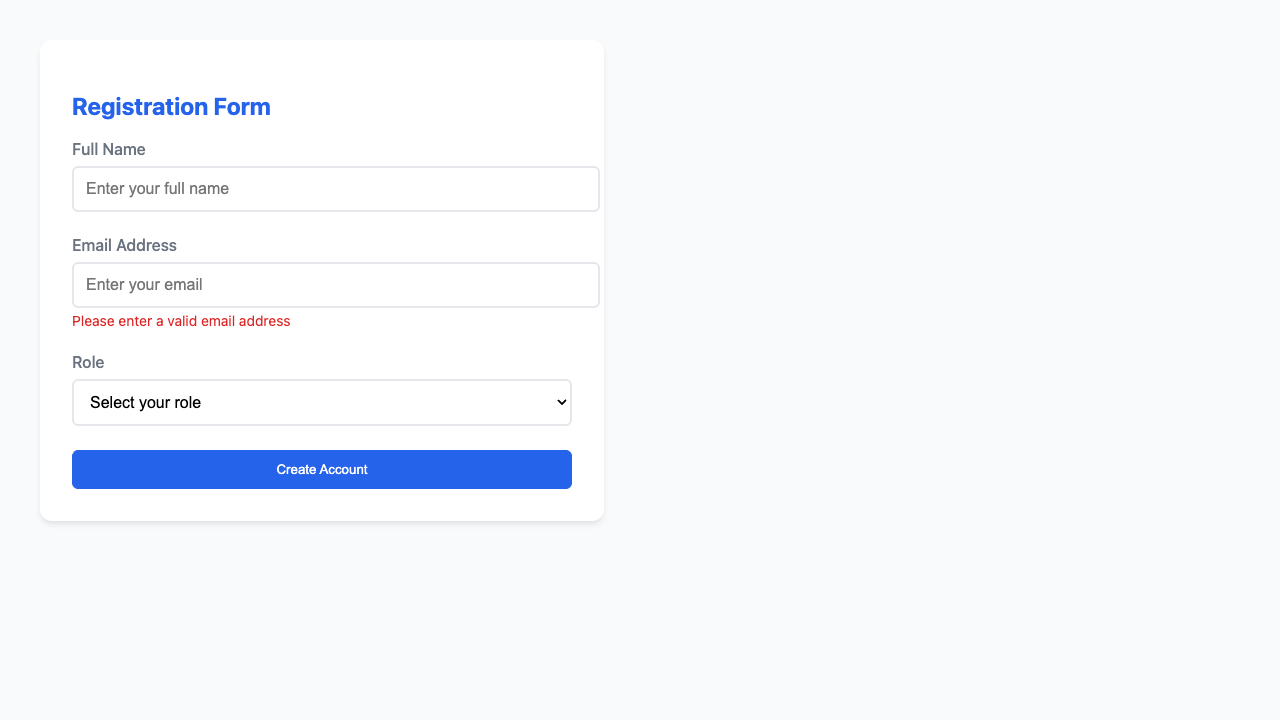 Registration Form
Full Name
Enter your full name
Email Address
Enter your email
Please enter a valid email address
Role
Select your role
Create Account